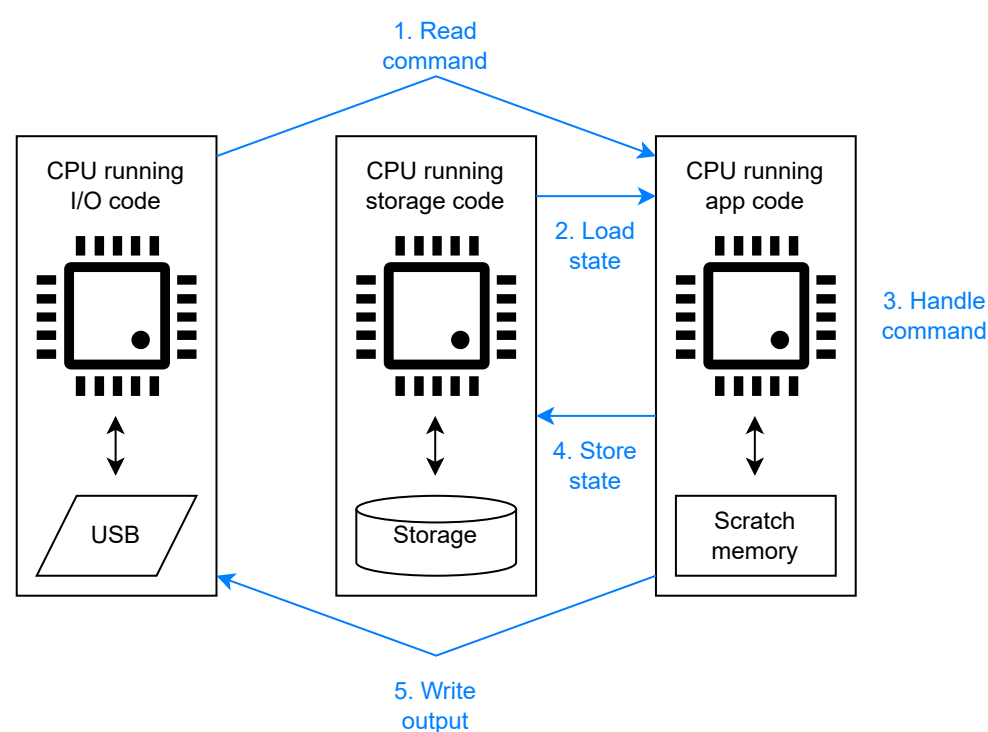 1. Read
command
CPU running
I/O code
CPU running
storage code
CPU running
app code
2. Load
state
3. Handle
command
4. Store
state
USB
Storage
Scratch
memory
5. Write
output